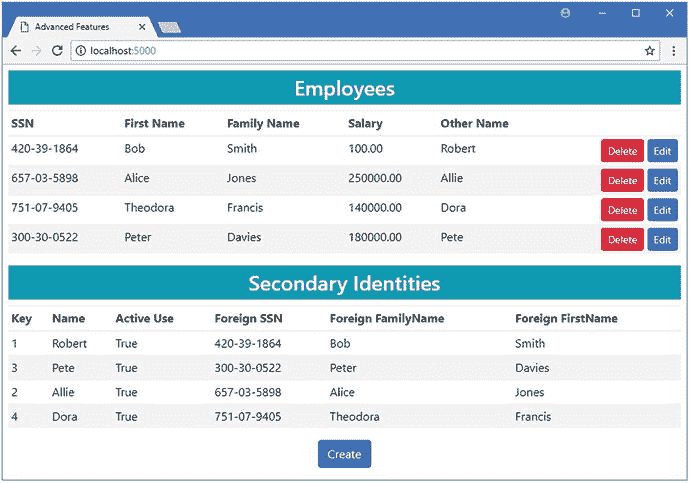 Advanced Features
localhost:5000
Employees
SSN First Name Family Name Salary Other Name
420-39-1864 Bob Smith 100.00 Robert Delete Edit
657-03-5898 Alice Jones 250000.00 Allie Delete Edit
751-07-9405 Theodora Francis 140000.00 Dora Delete Edit
300-30-0522 Peter Davies 180000.00 Pete Delete Edit
Secondary Identities
Key Name Active Use Foreign SSN Foreign FamilyName Foreign FirstName
1 Robert True 420-39-1864 Bob Smith
3 Pete True 300-30-0522 Peter Davies
2 Allie True 657-03-5898 Alice Jones
4 Dora True 751-07-9405 Theodora Francis
Create